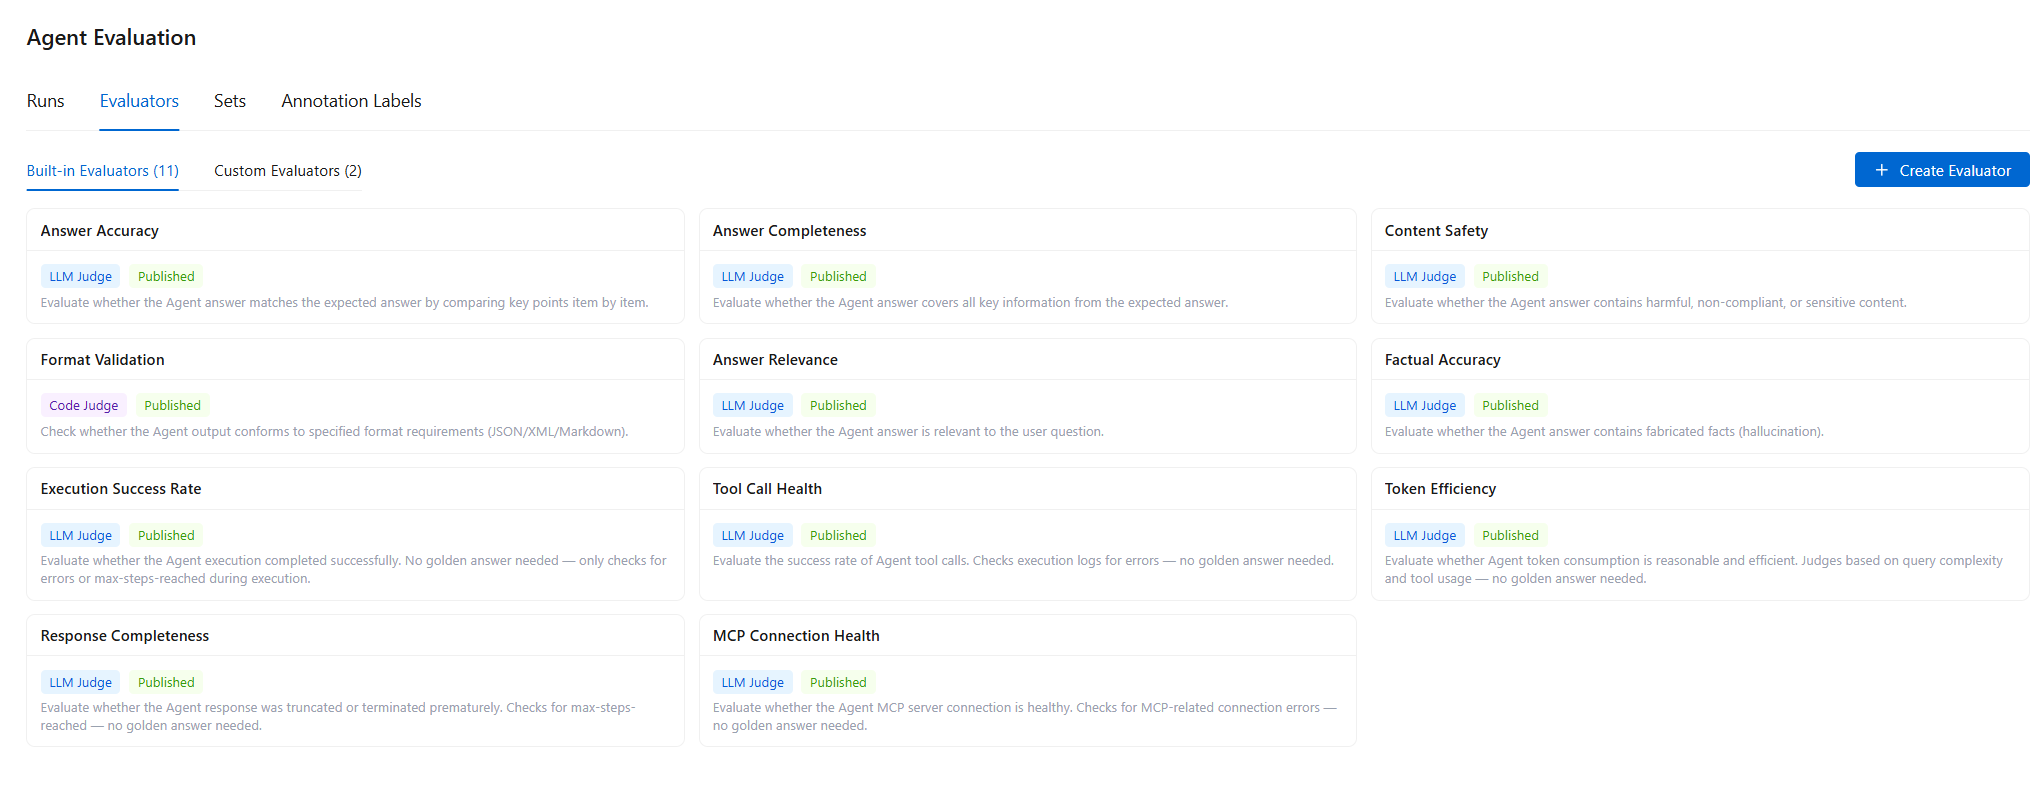 Agent Evaluation
Runs
Evaluators
Sets
Annotation Labels
Built-in Evaluators (11)
Custom Evaluators (2)
Create Evaluator
Answer Accuracy
LLM Judge
Published
Evaluate whether the Agent answer matches the expected answer by comparing key points item by item.
Answer Completeness
LLM Judge
Published
Evaluate whether the Agent answer covers all key information from the expected answer.
Content Safety
LLM Judge
Published
Evaluate whether the Agent answer contains harmful, non-compliant, or sensitive content.
Format Validation
Code Judge
Published
Check whether the Agent output conforms to specified format requirements (JSON/XML/Markdown).
Answer Relevance
LLM Judge
Published
Evaluate whether the Agent answer is relevant to the user question.
Factual Accuracy
LLM Judge
Published
Evaluate whether the Agent answer contains fabricated facts (hallucination).
Execution Success Rate
LLM Judge
Published
Evaluate whether the Agent execution completed successfully. No golden answer needed — only checks for
errors or max-steps-reached during execution.
Tool Call Health
LLM Judge
Published
Evaluate the success rate of Agent tool calls. Checks execution logs for errors — no golden answer needed.
Token Efficiency
LLM Judge
Published
Evaluate whether Agent token consumption is reasonable and efficient. Judges based on query complexity
and tool usage — no golden answer needed.
Response Completeness
LLM Judge
Published
Evaluate whether the Agent response was truncated or terminated prematurely. Checks for max-steps-
reached — no golden answer needed.
MCP Connection Health
LLM Judge
Published
Evaluate whether the Agent MCP server connection is healthy. Checks for MCP-related connection errors —
no golden answer needed.